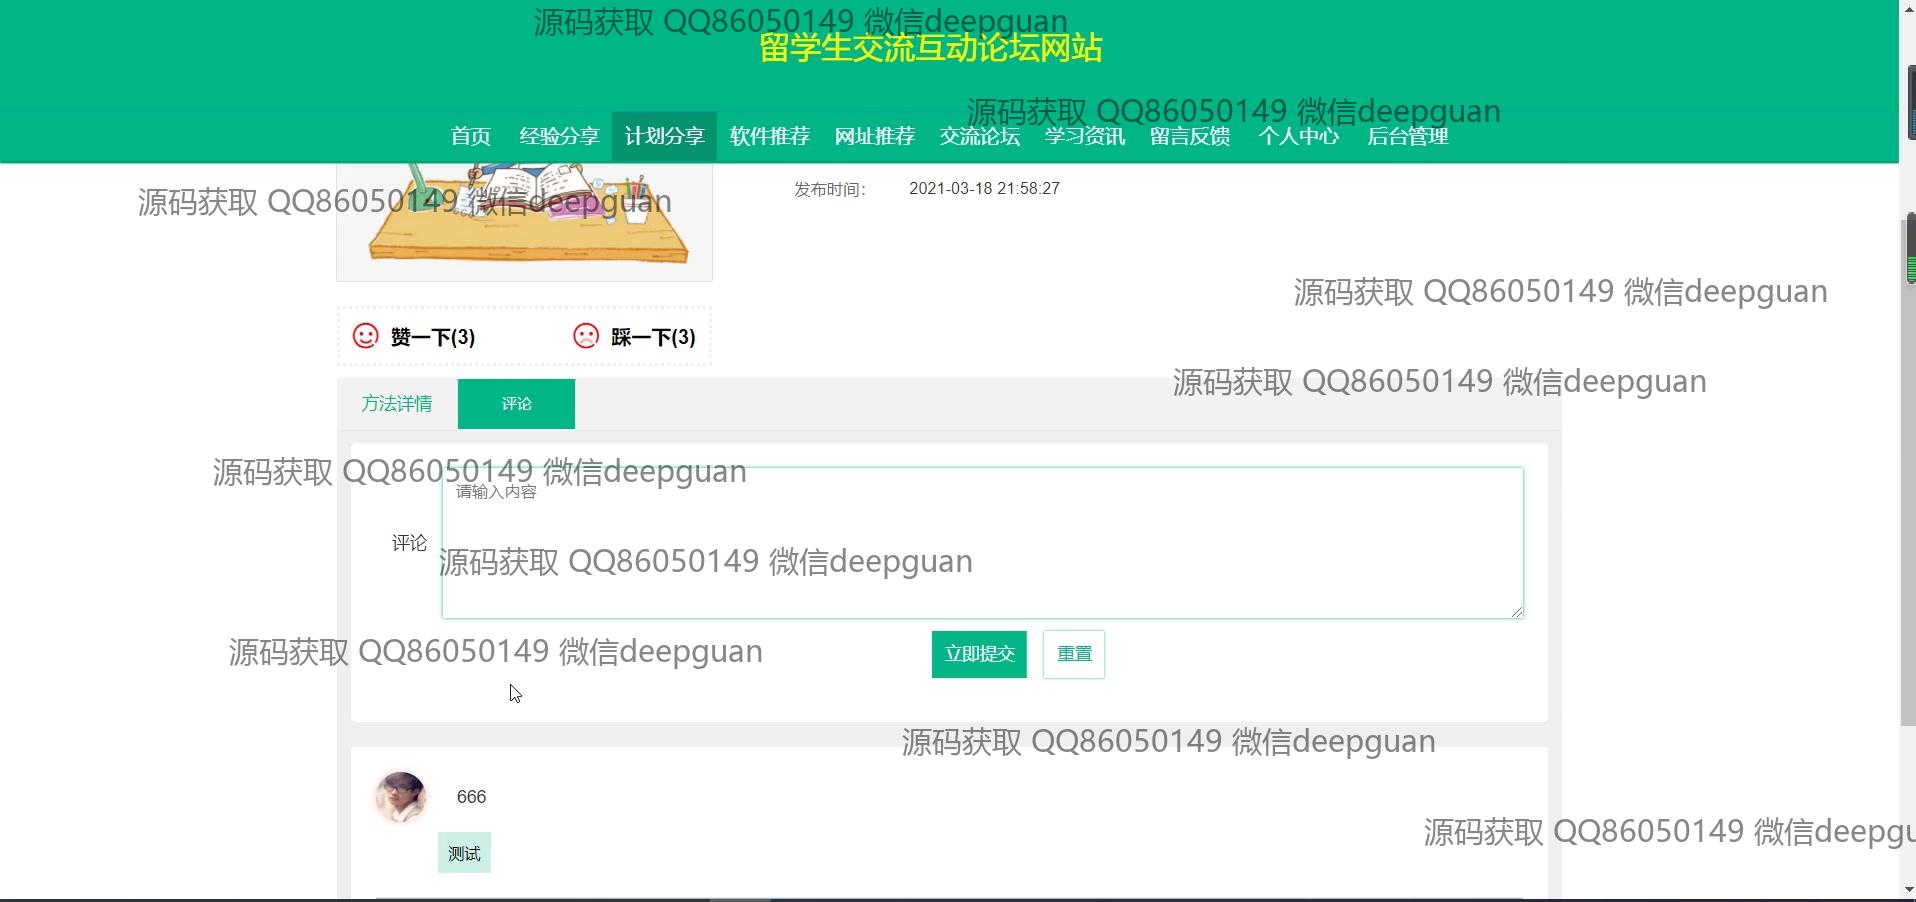 源码获取 QQ86050149 微信deepguan
留学生交流互动论坛网站
源码获取 QQ86050149 微信deepguan
首页 经验分享 计划分享 软件推荐 网址推荐 交流论坛 学习资讯 留言反馈 个人中心 后台管理
发布时间： 2021-03-18 21:58:27
源码获取 QQ86050149 微信deepguan
源码获取 QQ86050149 微信deepguan
赞一下(3) 踩一下(3)
源码获取 QQ86050149 微信deepguan
方法详情 评论
源码获取 QQ86050149 微信deepguan
请输入内容
评论
源码获取 QQ86050149 微信deepguan
源码获取 QQ86050149 微信deepguan
立即提交 重置
源码获取 QQ86050149 微信deepguan
666
源码获取 QQ86050149 微信deepgu
测试